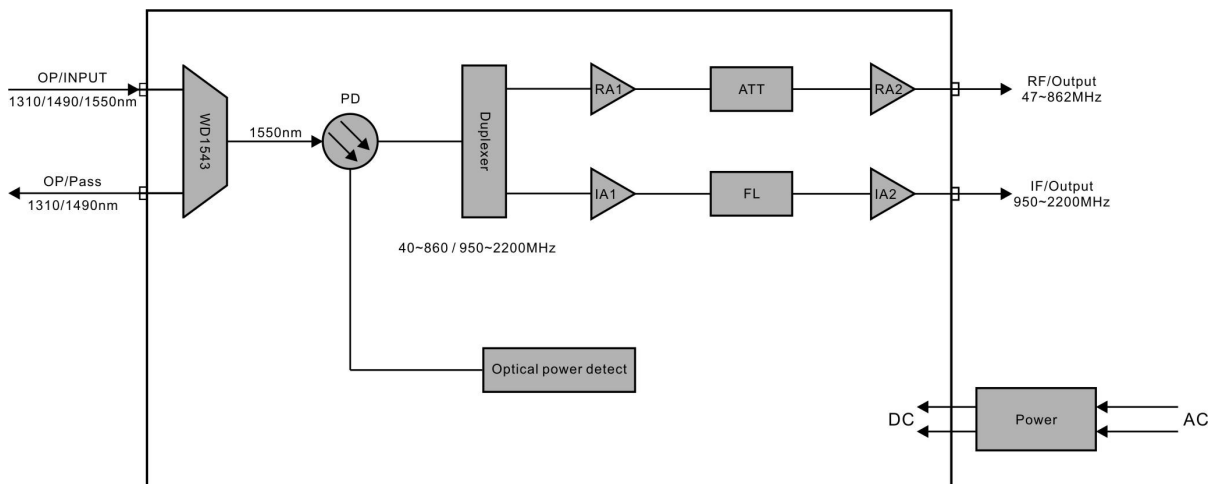 OP/INPUT
1310/1490/1550nm
OP/Pass
1310/1490nm
WD1543
1550nm
PD
Duplexer
40~860 / 950~2200MHz
RA1
ATT
RA2
RF/Output
47~862MHz
IA1
FL
IA2
IF/Output
950~2200MHz
Optical power detect
DC
Power
AC